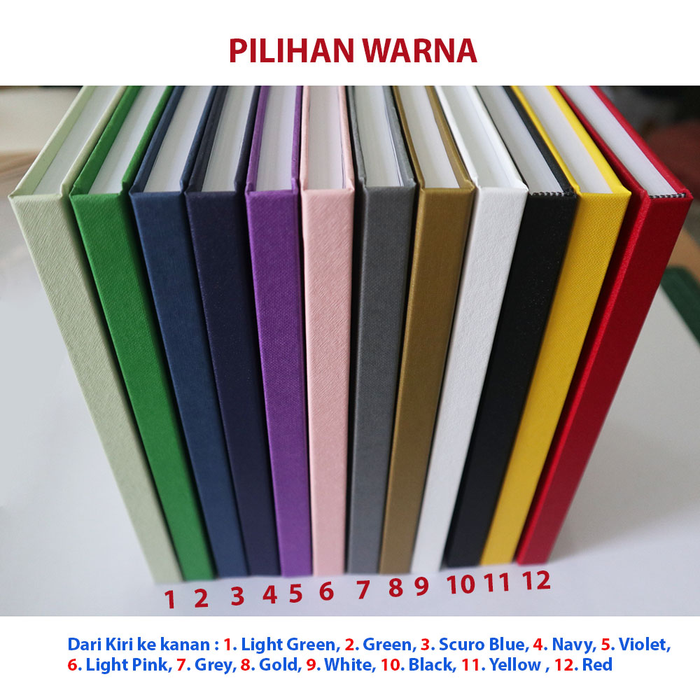 PILIHAN WARNA
1 2 3 4 5 6 7 8 9 10 11 12
Dari Kiri ke kanan : 1. Light Green, 2. Green, 3. Scuro Blue, 4. Navy, 5. Violet,
6. Light Pink, 7. Grey, 8. Gold, 9. White, 10. Black, 11. Yellow , 12. Red